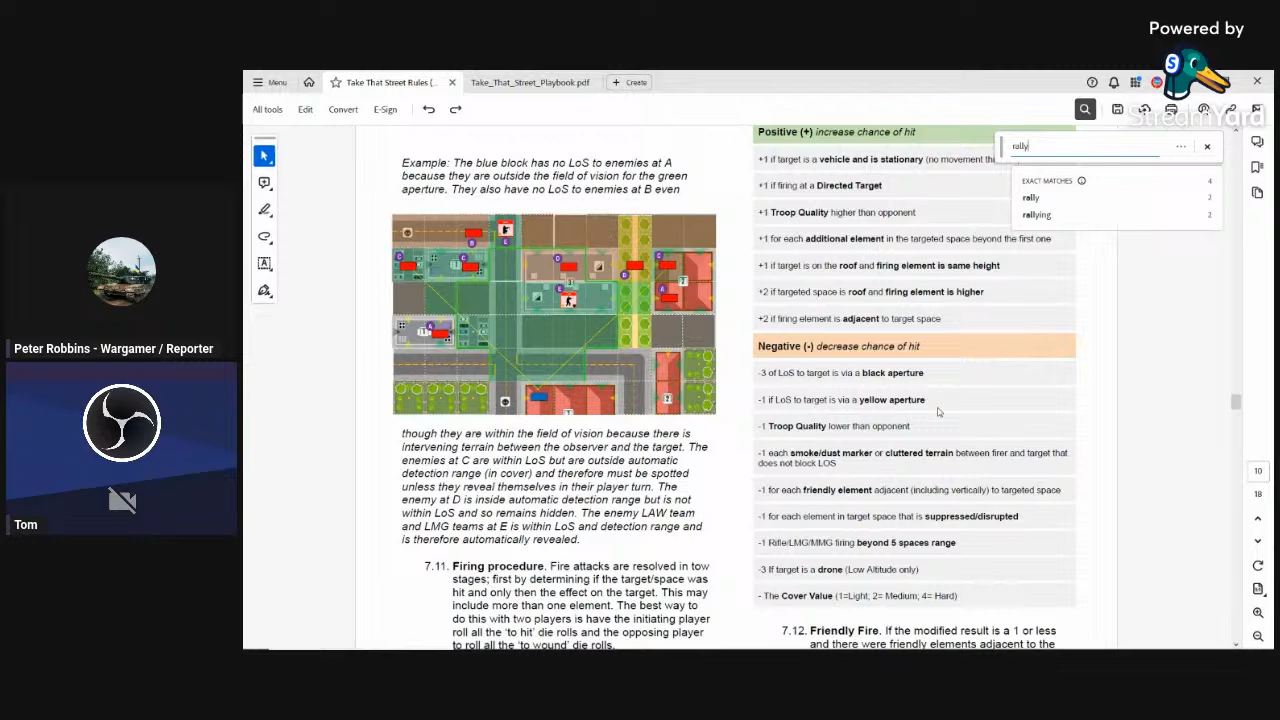 Powered by
S
StreamYard
Menu
Take That Street Rules (...
Take_That_Street_Playbook.pdf
Create
All tools
Edit
Convert
E-Sign
rally
EXACT MATCHES
4
rally
2
rallying
2
Example: The blue block has no LoS to enemies at A
because they are outside the field of vision for the green
aperture. They also have no LoS to enemies at B even
though they are within the field of vision because there is
intervening terrain between the observer and the target. The
enemies at C are within LoS but are outside automatic
detection range (in cover) and therefore must be spotted
unless they reveal themselves in their player turn. The
enemy at D is inside automatic detection range but is not
within LoS and so remains hidden. The enemy LAW team
and LMG teams at E is within LoS and detection range and
is therefore automatically revealed.
7.11. Firing procedure. Fire attacks are resolved in tow
stages; first by determining if the target/space was
hit and only then the effect on the target. This may
include more than one element. The best way to
do this with two players is have the initiating player
roll all the 'to hit' die rolls and the opposing player
to roll all the 'to wound' die rolls.
Positive (+) increase chance of hit
+1 if target is a vehicle and is stationary (no movement th
+1 if firing at a Directed Target
+1 Troop Quality higher than opponent
+1 for each additional element in the targeted space beyond the first one
+1 if target is on the roof and firing element is same height
+2 if targeted space is roof and firing element is higher
+2 if firing element is adjacent to target space
Negative (-) decrease chance of hit
-3 of LoS to target is via a black aperture
-1 if LoS to target is via a yellow aperture
-1 Troop Quality lower than opponent
-1 each smoke/dust marker or cluttered terrain between firer and target that
does not block LOS
-1 for each friendly element adjacent (including vertically) to targeted space
-1 for each element in target space that is suppressed/disrupted
-1 Rifle/LMG/MMG firing beyond 5 spaces range
-3 If target is a drone (Low Altitude only)
- The Cover Value (1=Light; 2= Medium; 4= Hard)
7.12. Friendly Fire. If the modified result is a 1 or less
and there were friendly elements adjacent to the
10
18
Peter Robbins - Wargamer / Reporter
Tom